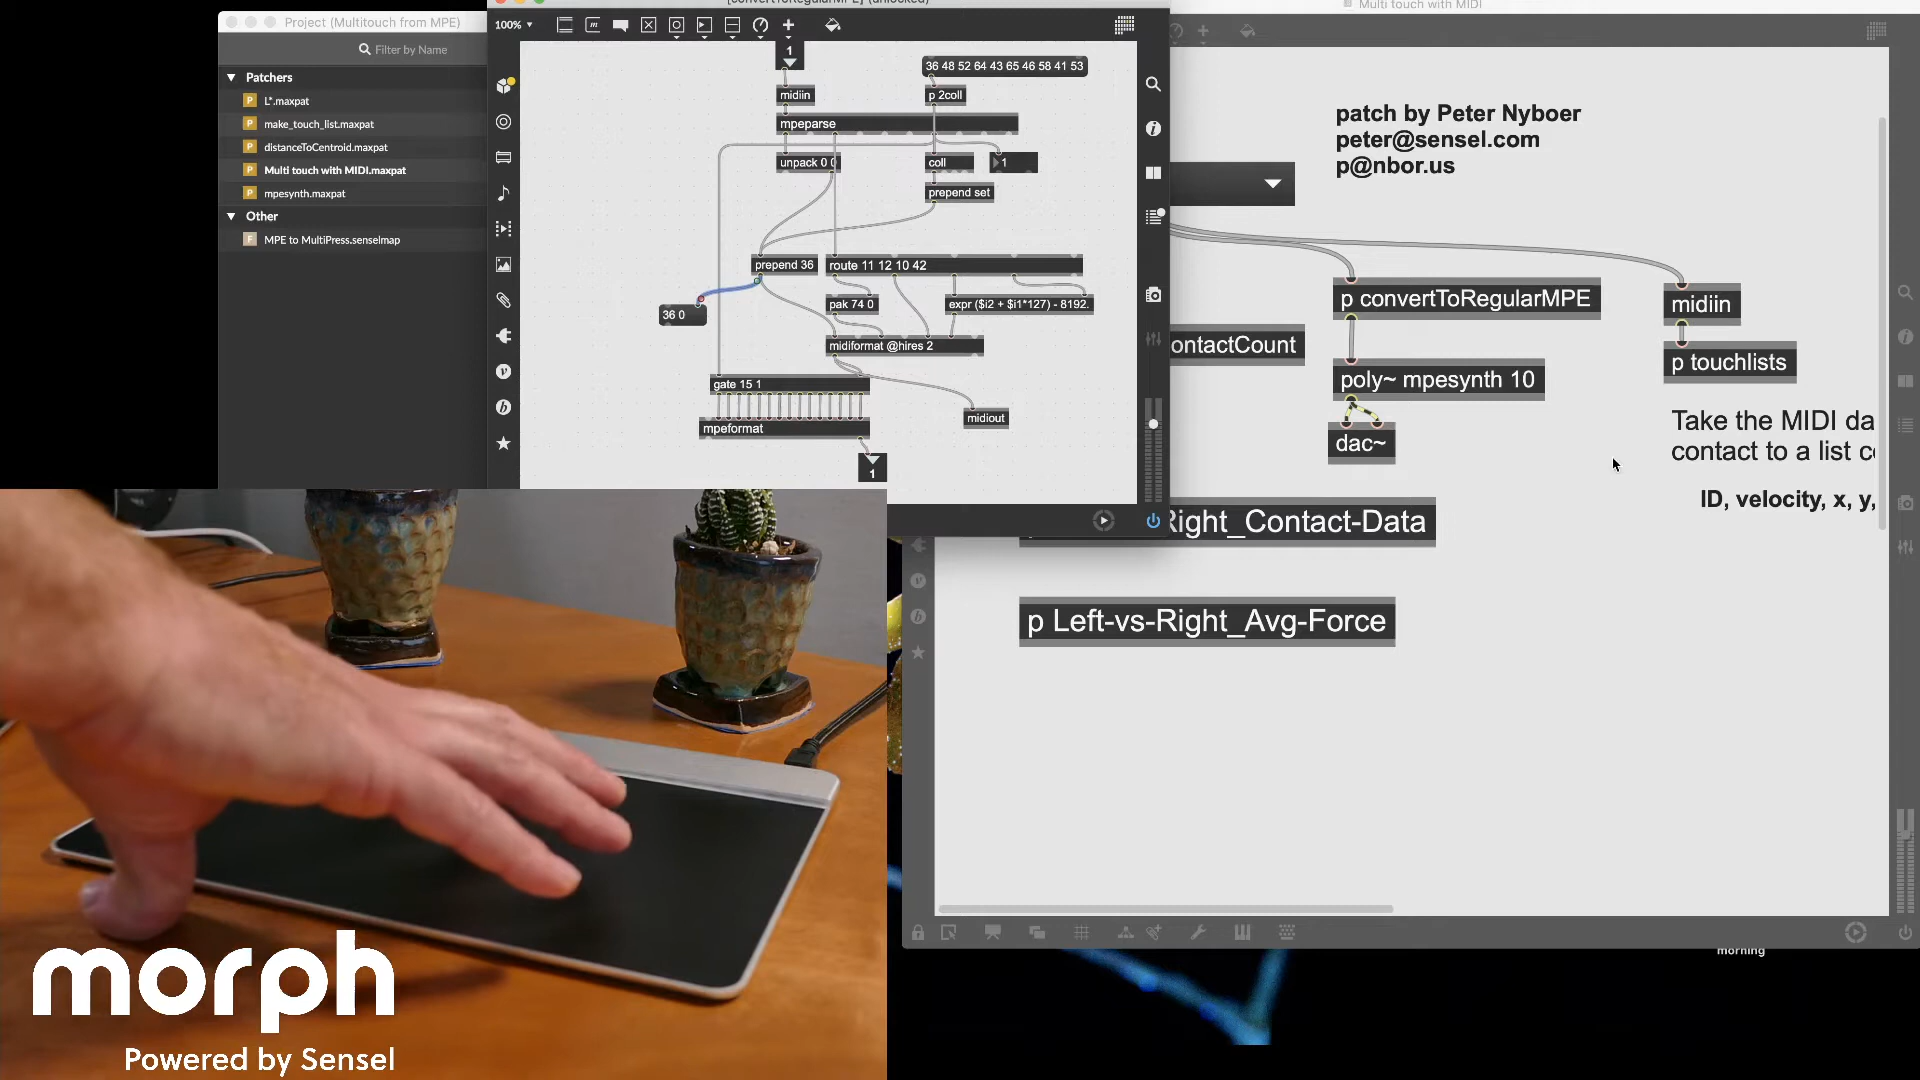 Project (Multitouch from MPE)
Filter by Name
Patchers
L*.maxpat
make_touch_list.maxpat
distanceToCentroid.maxpat
Multi touch with MIDI.maxpat
mpesynth.maxpat
Other
MPE to MultiPress.senselmap
[convertToRegularMPE] (unlocked)
100%
1
36 48 52 64 43 65 46 58 41 53
midiin
p 2coll
mpeparse
unpack 0 0
coll
1
prepend set
prepend 36
route 11 12 10 42
36 0
pak 74 0
expr ($i2 + $i1*127) - 8192.
midiformat @hires 2
gate 15 1
midiout
mpeformat
1
Multi touch with MIDI
patch by Peter Nyboer
peter@sensel.com
p@nbor.us
p convertToRegularMPE
midiin
ontactCount
p touchlists
poly~ mpesynth 10
dac~
Take the MIDI da
contact to a list c
ID, velocity, x, y,
Right_Contact-Data
p Left-vs-Right_Avg-Force
morning
morph
Powered by Sensel